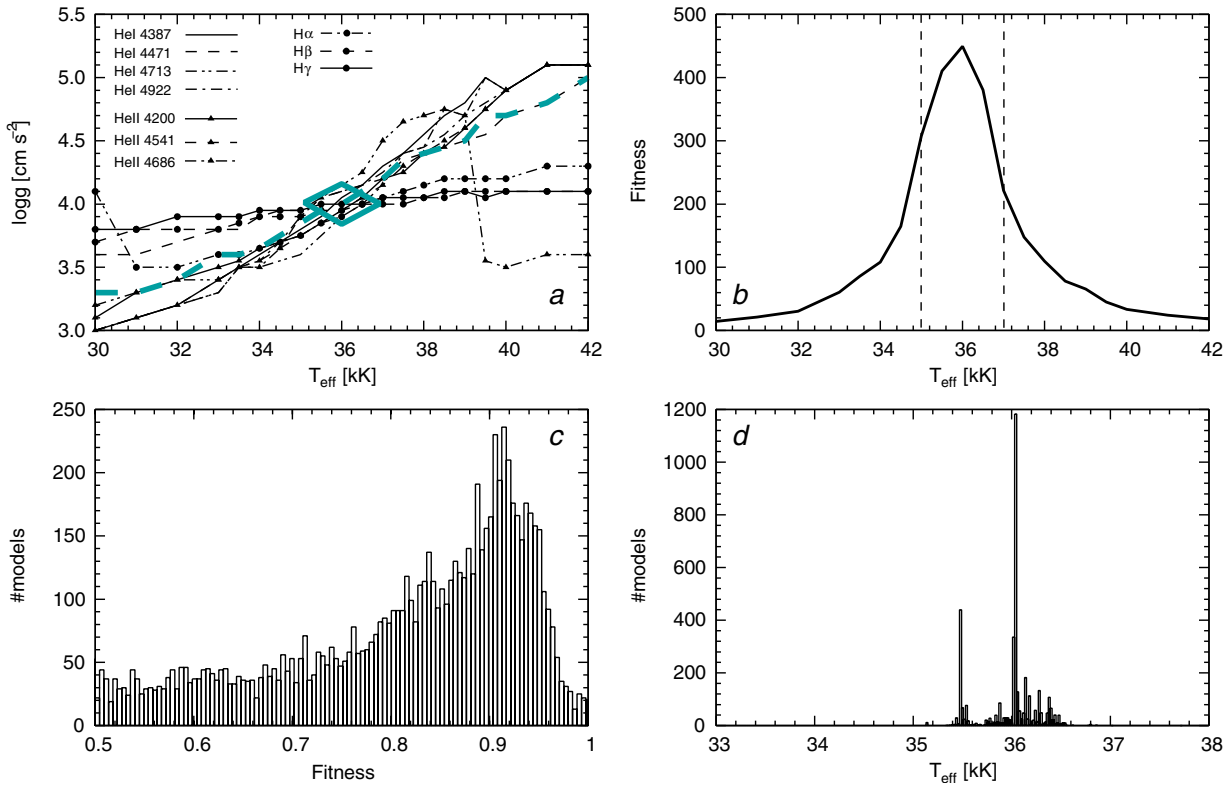 5.5
5.0
4.5
4.0
3.5
3.0
logg [cm s⁻²]
HeI 4387
HeI 4471
HeI 4713
HeI 4922
HeII 4200
HeII 4541
HeII 4686
Hα
Hβ
Hγ
a
30 32 34 36 38 40 42
T_eff [kK]
500
400
300
200
100
0
Fitness
b
30 32 34 36 38 40 42
T_eff [kK]
250
200
150
100
50
0
#models
c
0.5 0.6 0.7 0.8 0.9 1
Fitness
1200
1000
800
600
400
200
0
#models
d
33 34 35 36 37 38
T_eff [kK]